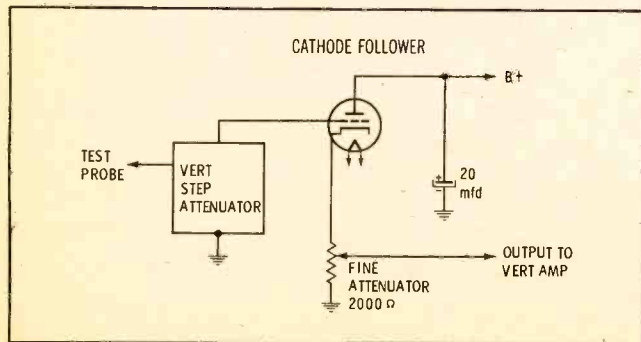 CATHODE FOLLOWER
B+
TEST
PROBE
VERT
STEP
ATTENUATOR
+
-
20
mfd
FINE
ATTENUATOR
2000 Ω
OUTPUT TO
VERT AMP